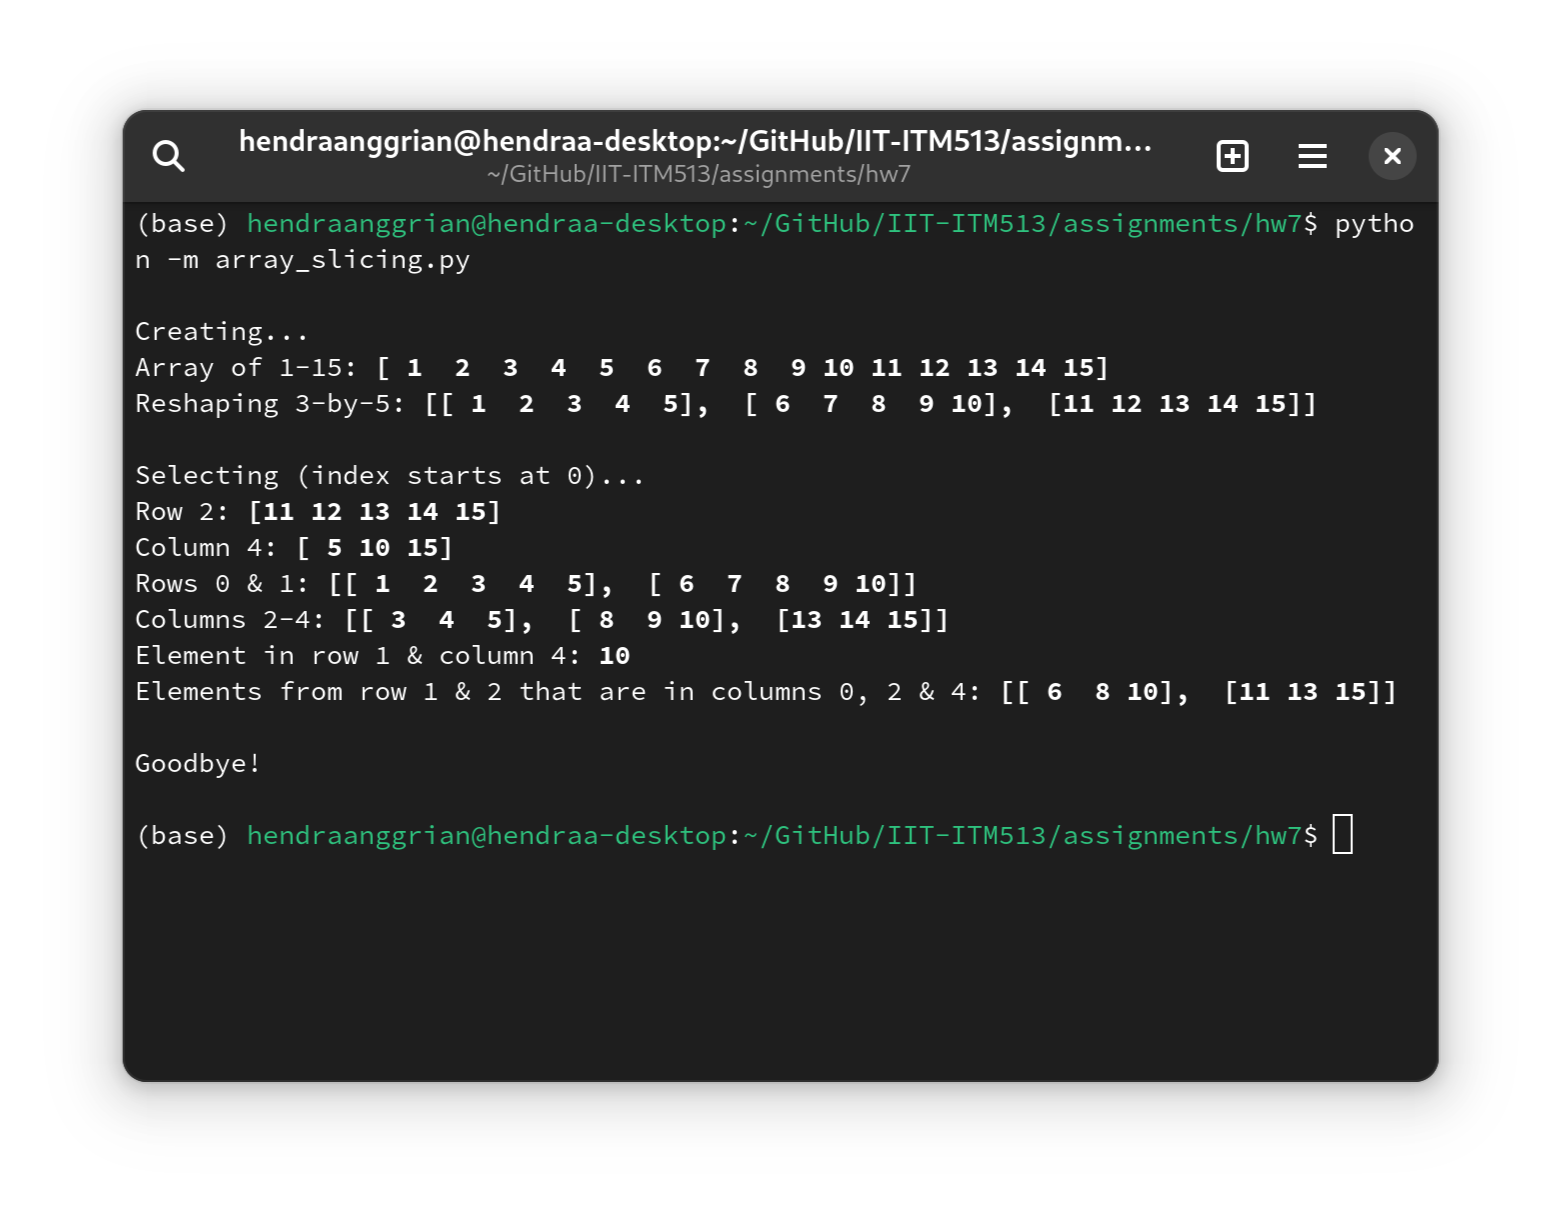 hendraanggrian@hendraa-desktop:~/GitHub/IIT-ITM513/assignm...
~/GitHub/IIT-ITM513/assignments/hw7
(base) hendraanggrian@hendraa-desktop:~/GitHub/IIT-ITM513/assignments/hw7$ pytho
n -m array_slicing.py
Creating...
Array of 1-15: [ 1  2  3  4  5  6  7  8  9 10 11 12 13 14 15]
Reshaping 3-by-5: [[ 1  2  3  4  5],  [ 6  7  8  9 10],  [11 12 13 14 15]]
Selecting (index starts at 0)...
Row 2: [11 12 13 14 15]
Column 4: [ 5 10 15]
Rows 0 & 1: [[ 1  2  3  4  5],  [ 6  7  8  9 10]]
Columns 2-4: [[ 3  4  5],  [ 8  9 10],  [13 14 15]]
Element in row 1 & column 4: 10
Elements from row 1 & 2 that are in columns 0, 2 & 4: [[ 6  8 10],  [11 13 15]]
Goodbye!
(base) hendraanggrian@hendraa-desktop:~/GitHub/IIT-ITM513/assignments/hw7$